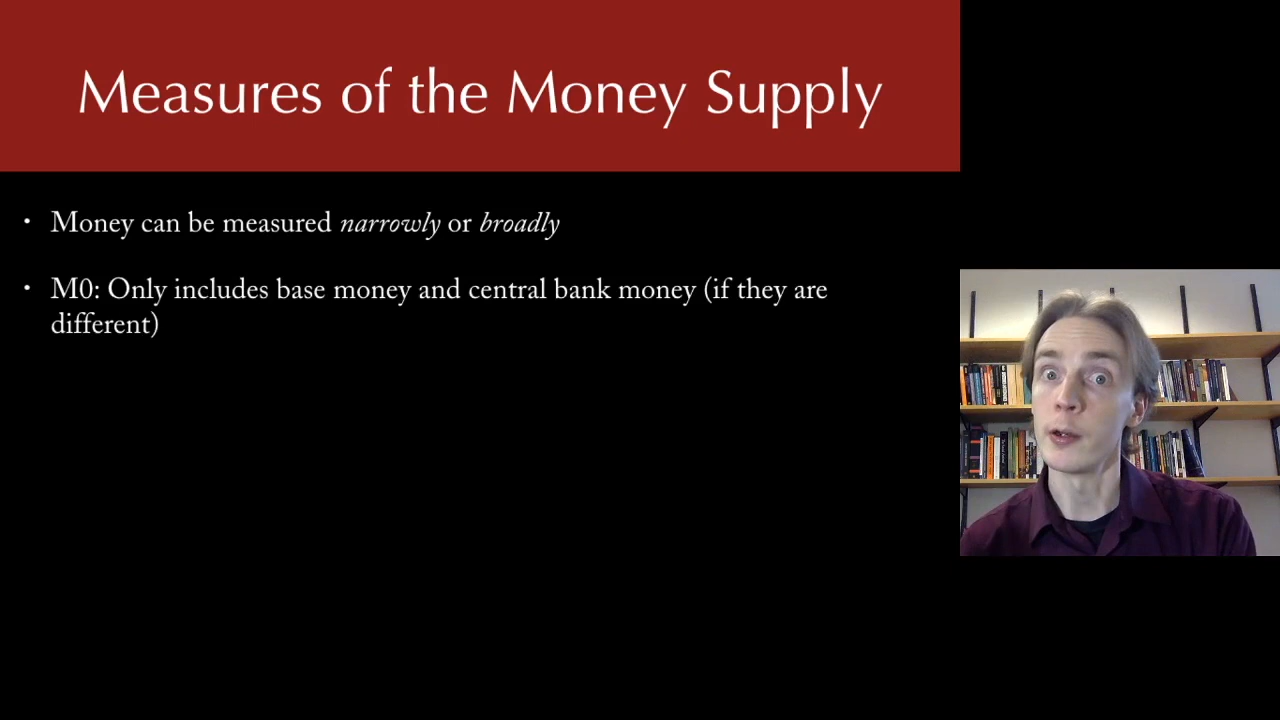 Measures of the Money Supply
• Money can be measured narrowly or broadly
• M0: Only includes base money and central bank money (if they are
different)